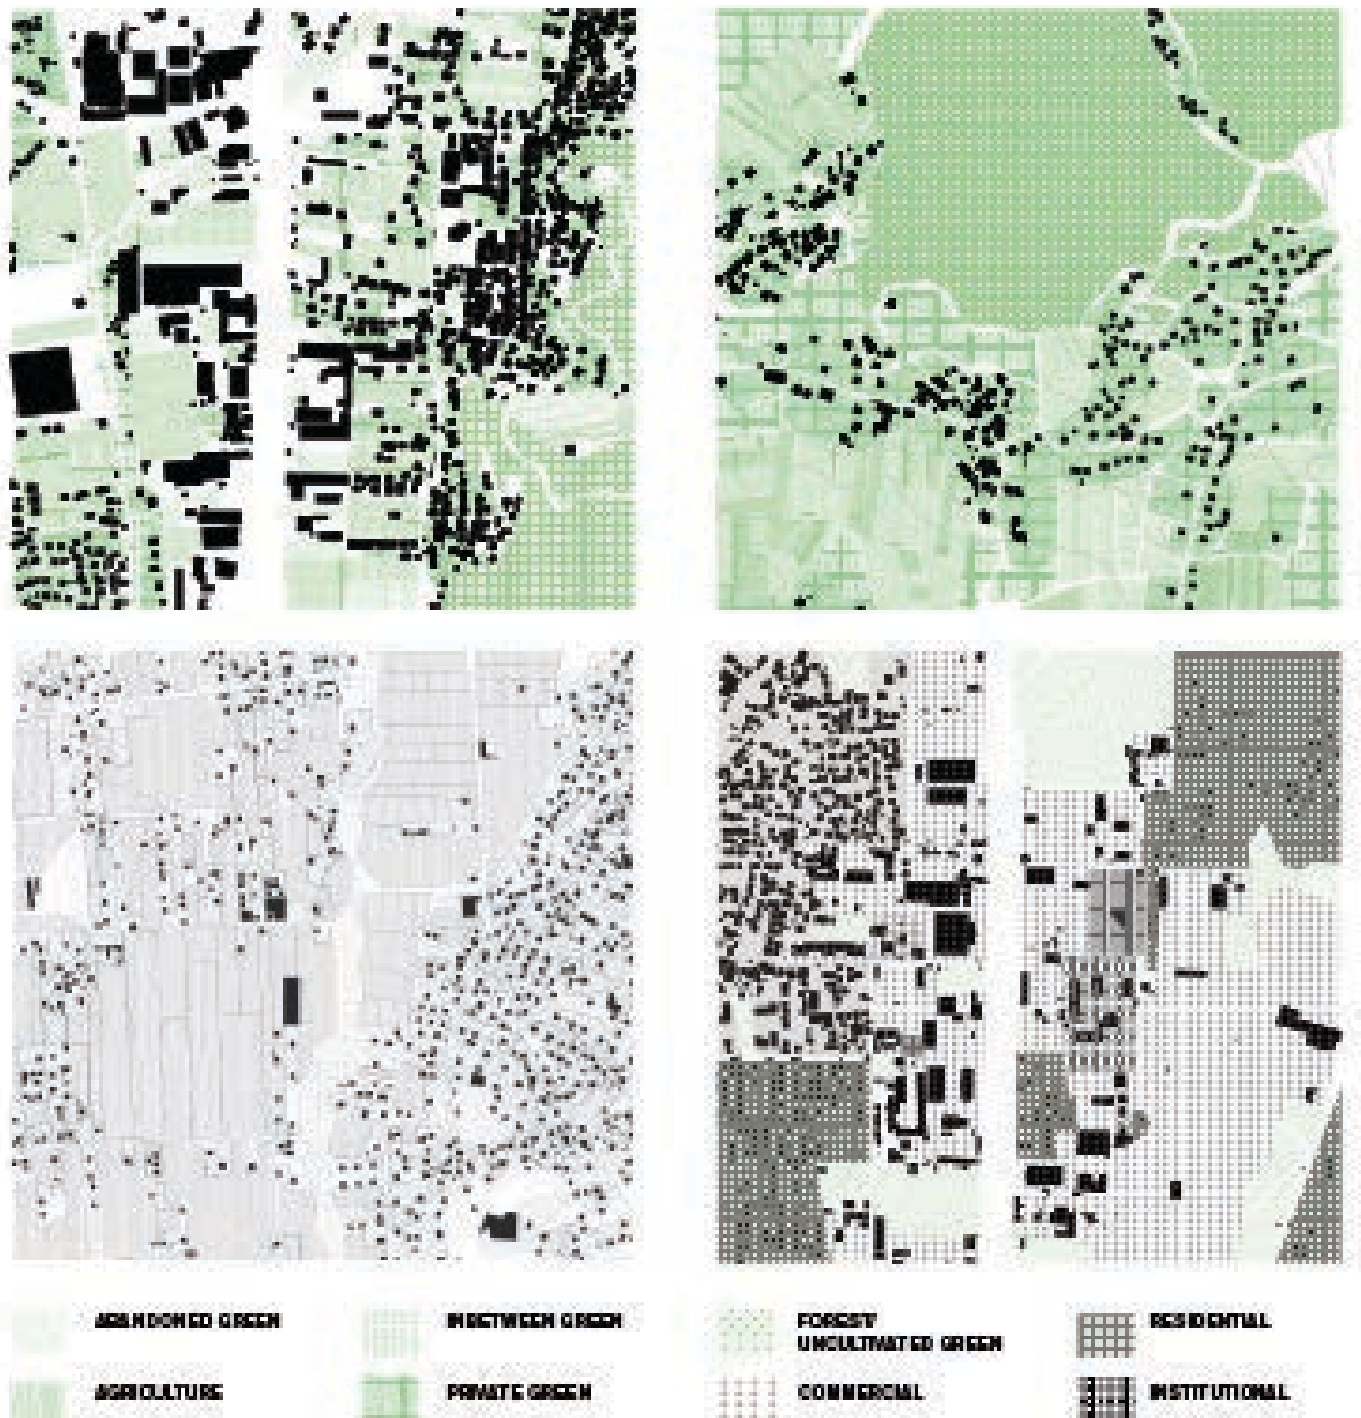 ABANDONED GREEN
INBETWEEN GREEN
FOREST/
UNCULTIVATED GREEN
RESIDENTIAL
AGRICULTURE
PRIVATE GREEN
COMMERCIAL
INSTITUTIONAL